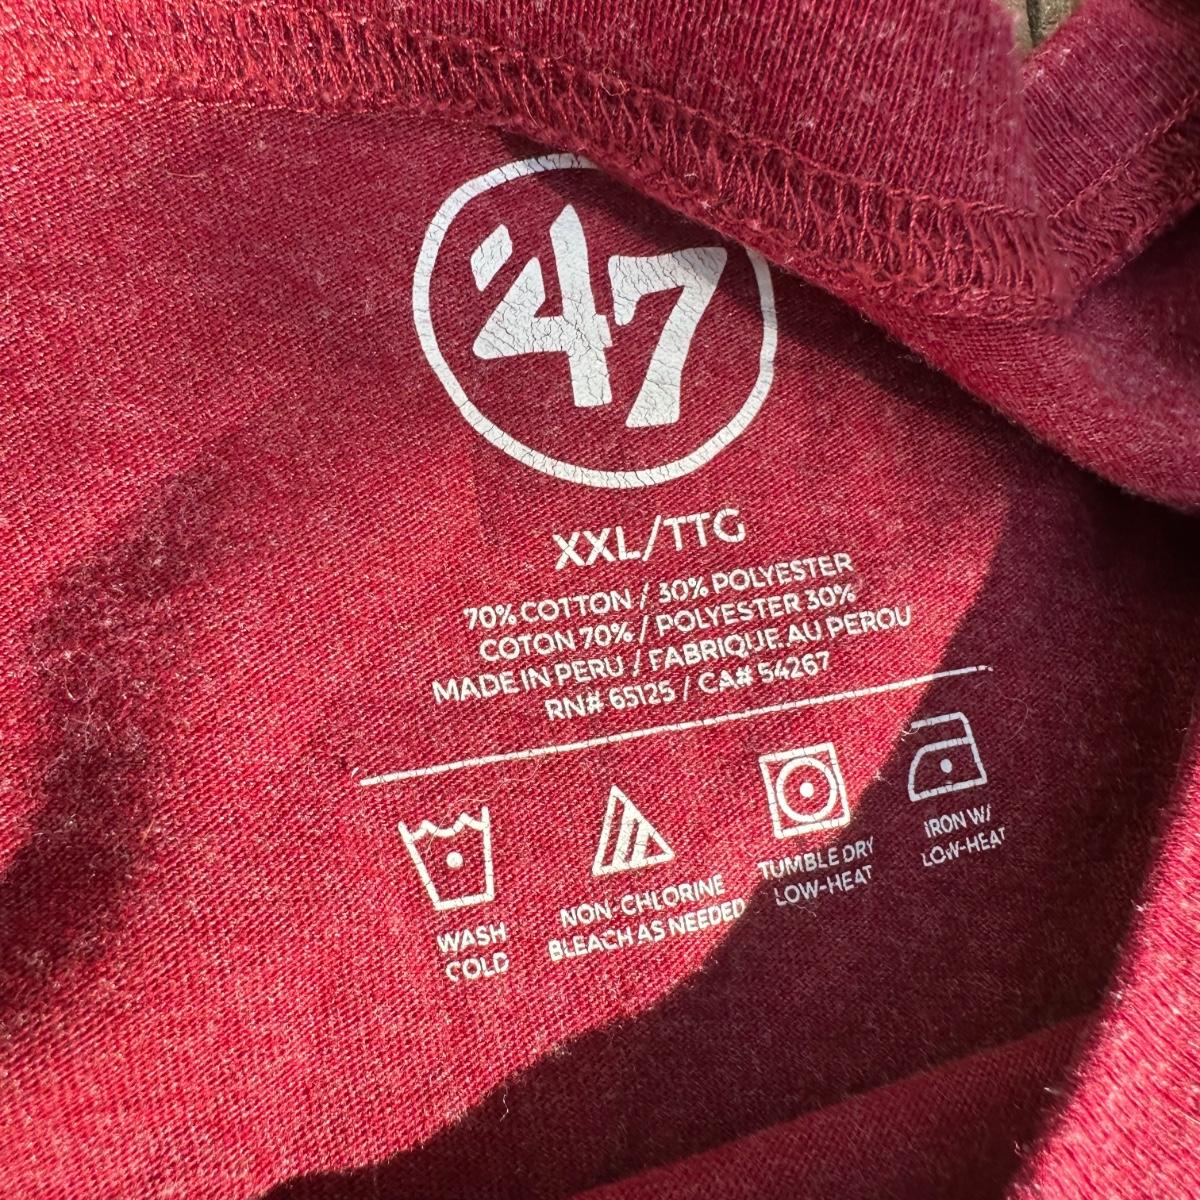 '47
XXL/TTG
70% COTTON / 30% POLYESTER
COTON 70% / POLYESTER 30%
MADE IN PERU / FABRIQUE AU PEROU
RN# 65125 / CA# 54267
WASH
COLD
NON-CHLORINE
BLEACH AS NEEDED
TUMBLE DRY
LOW-HEAT
IRON W/
LOW-HEAT